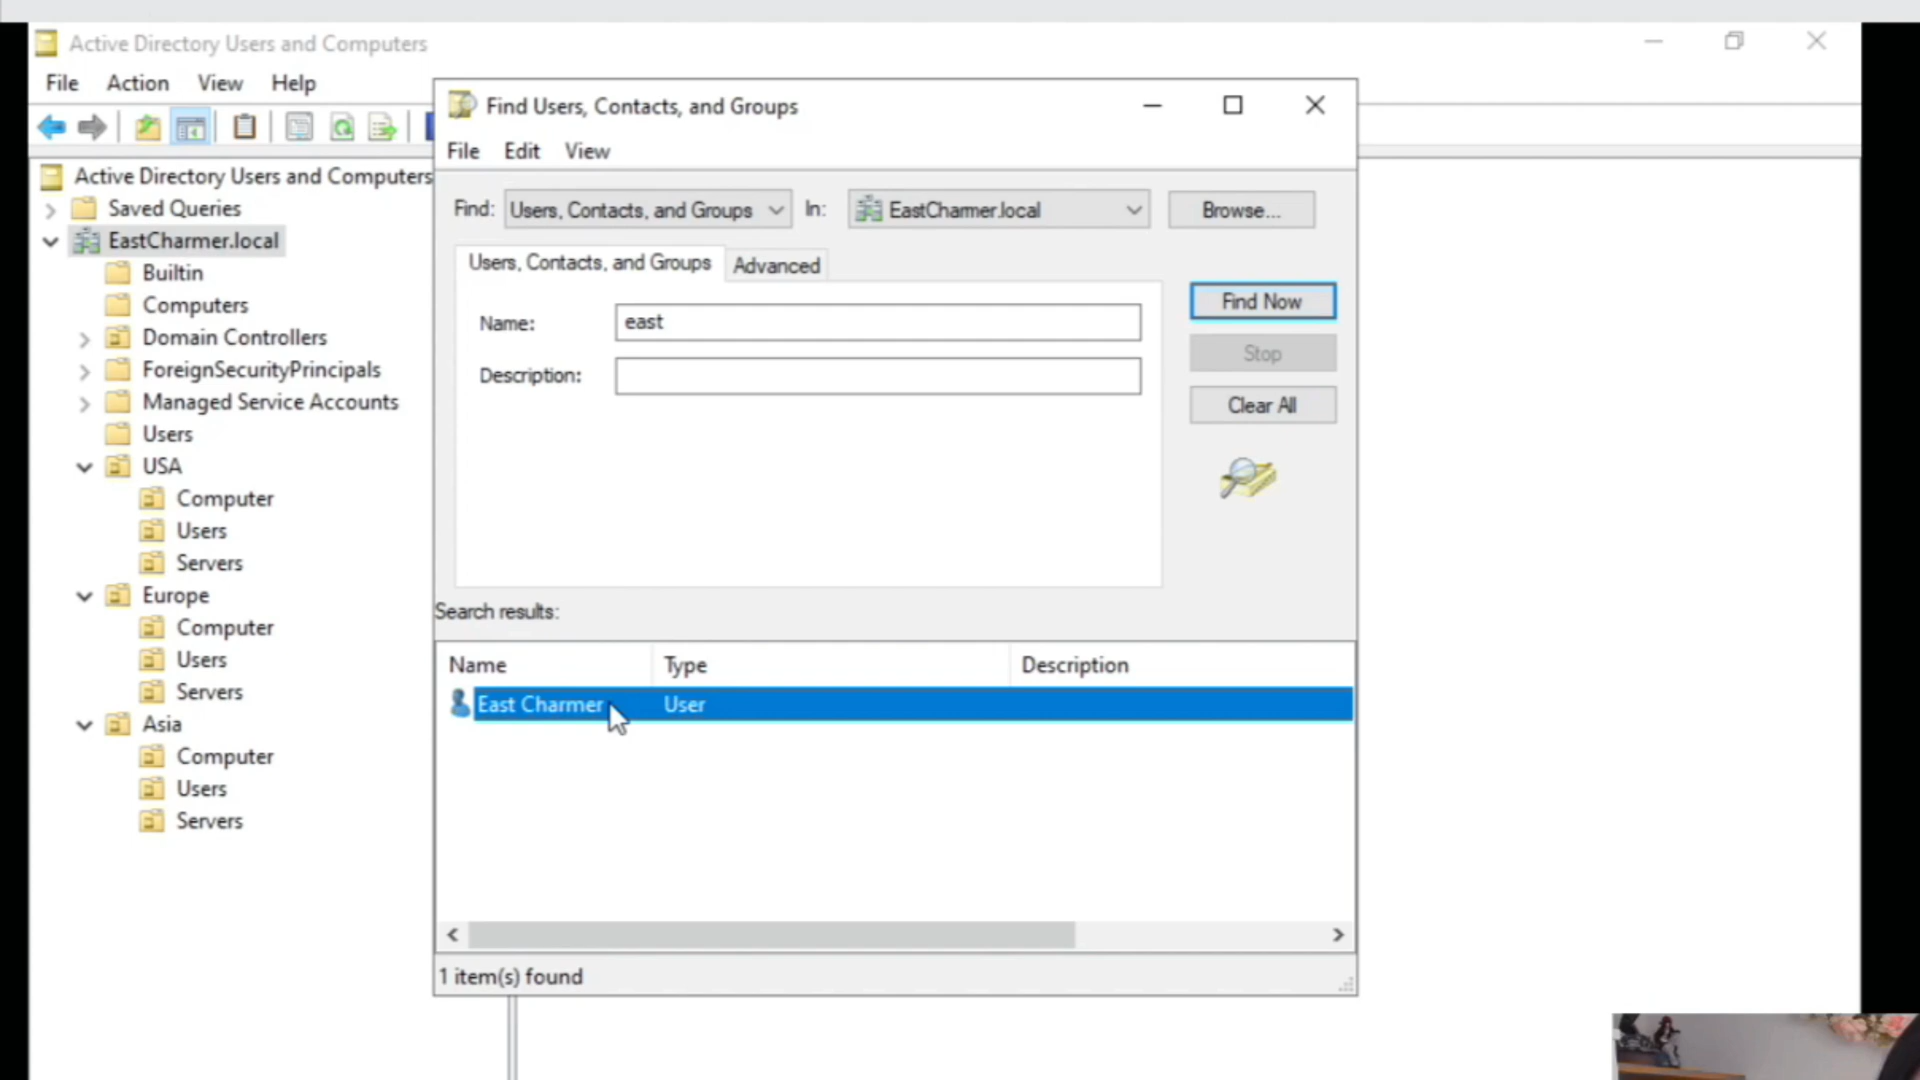 Active Directory Users and Computers
File Action View Help
Active Directory Users and Computers
Saved Queries
EastCharmer.local
Builtin
Computers
Domain Controllers
ForeignSecurityPrincipals
Managed Service Accounts
Users
USA
Computer
Users
Servers
Europe
Computer
Users
Servers
Asia
Computer
Users
Servers
Find Users, Contacts, and Groups
File Edit View
Find: Users, Contacts, and Groups In: EastCharmer.local Browse...
Users, Contacts, and Groups Advanced
Name: east
Description:
Find Now
Stop
Clear All
Search results:
Name Type Description
East Charmer User
1 item(s) found